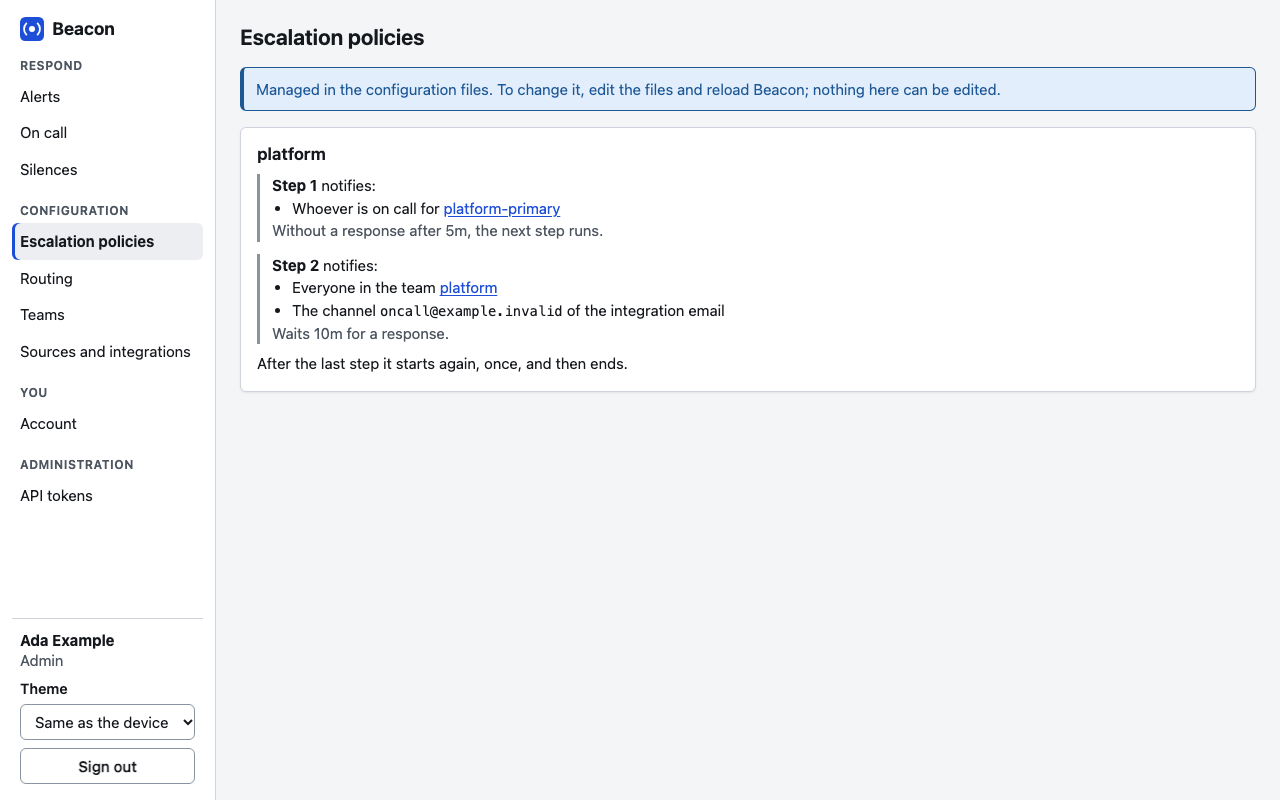 Beacon
RESPOND
Alerts
On call
Silences
CONFIGURATION
Escalation policies
Routing
Teams
Sources and integrations
YOU
Account
ADMINISTRATION
API tokens
Ada Example
Admin
Theme
Same as the device
Sign out
Escalation policies
Managed in the configuration files. To change it, edit the files and reload Beacon; nothing here can be edited.
platform
Step 1 notifies:
• Whoever is on call for platform-primary
Without a response after 5m, the next step runs.
Step 2 notifies:
• Everyone in the team platform
• The channel oncall@example.invalid of the integration email
Waits 10m for a response.
After the last step it starts again, once, and then ends.